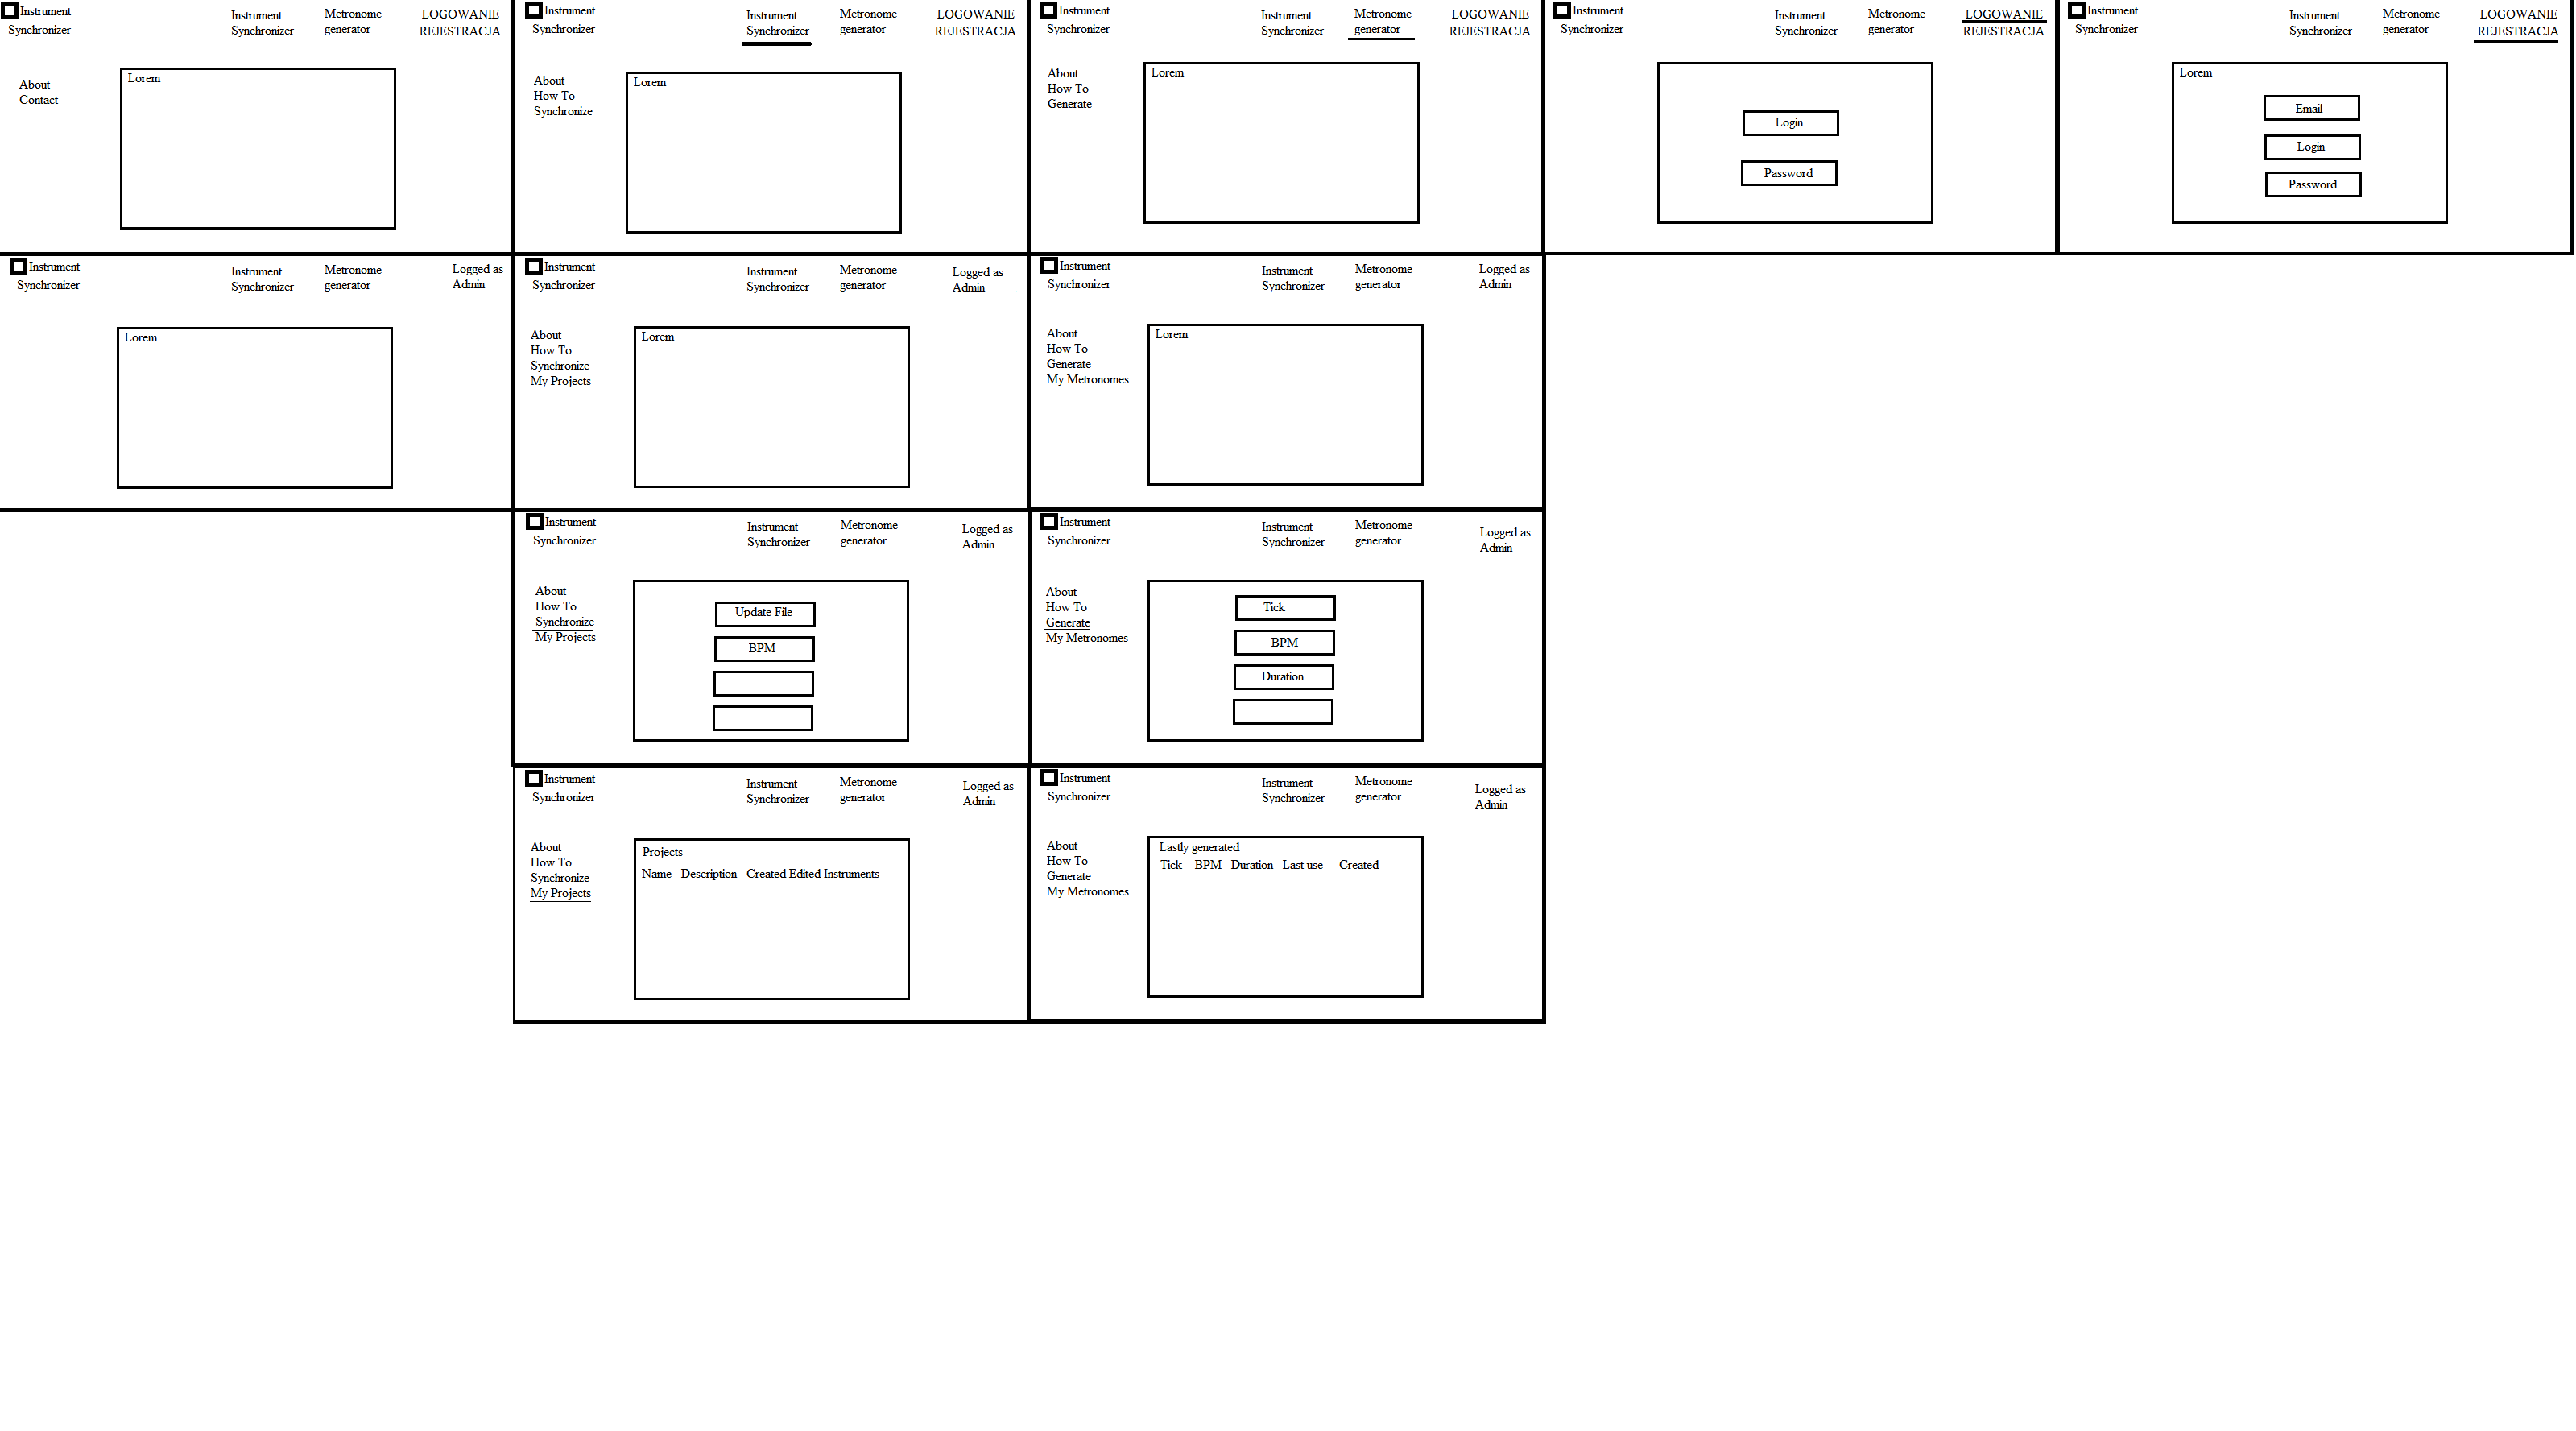 Instrument
Synchronizer
Instrument
Synchronizer
Metronome
generator
LOGOWANIE
REJESTRACJA
About
Contact
Lorem
Instrument
Synchronizer
Instrument
Synchronizer
Metronome
generator
LOGOWANIE
REJESTRACJA
About
How To
Synchronize
Lorem
Instrument
Synchronizer
Instrument
Synchronizer
Metronome
generator
LOGOWANIE
REJESTRACJA
About
How To
Generate
Lorem
Instrument
Synchronizer
Instrument
Synchronizer
Metronome
generator
LOGOWANIE
REJESTRACJA
Login
Password
Instrument
Synchronizer
Instrument
Synchronizer
Metronome
generator
LOGOWANIE
REJESTRACJA
Lorem
Email
Login
Password
Instrument
Synchronizer
Instrument
Synchronizer
Metronome
generator
Logged as
Admin
Lorem
Instrument
Synchronizer
Instrument
Synchronizer
Metronome
generator
Logged as
Admin
About
How To
Synchronize
My Projects
Lorem
Instrument
Synchronizer
Instrument
Synchronizer
Metronome
generator
Logged as
Admin
About
How To
Generate
My Metronomes
Lorem
Instrument
Synchronizer
Instrument
Synchronizer
Metronome
generator
Logged as
Admin
About
How To
Synchronize
My Projects
Update File
BPM
Instrument
Synchronizer
Instrument
Synchronizer
Metronome
generator
Logged as
Admin
About
How To
Generate
My Metronomes
Tick
BPM
Duration
Instrument
Synchronizer
Instrument
Synchronizer
Metronome
generator
Logged as
Admin
About
How To
Synchronize
My Projects
Projects
Name Description Created Edited Instruments
Instrument
Synchronizer
Instrument
Synchronizer
Metronome
generator
Logged as
Admin
About
How To
Generate
My Metronomes
Lastly generated
Tick BPM Duration Last use Created